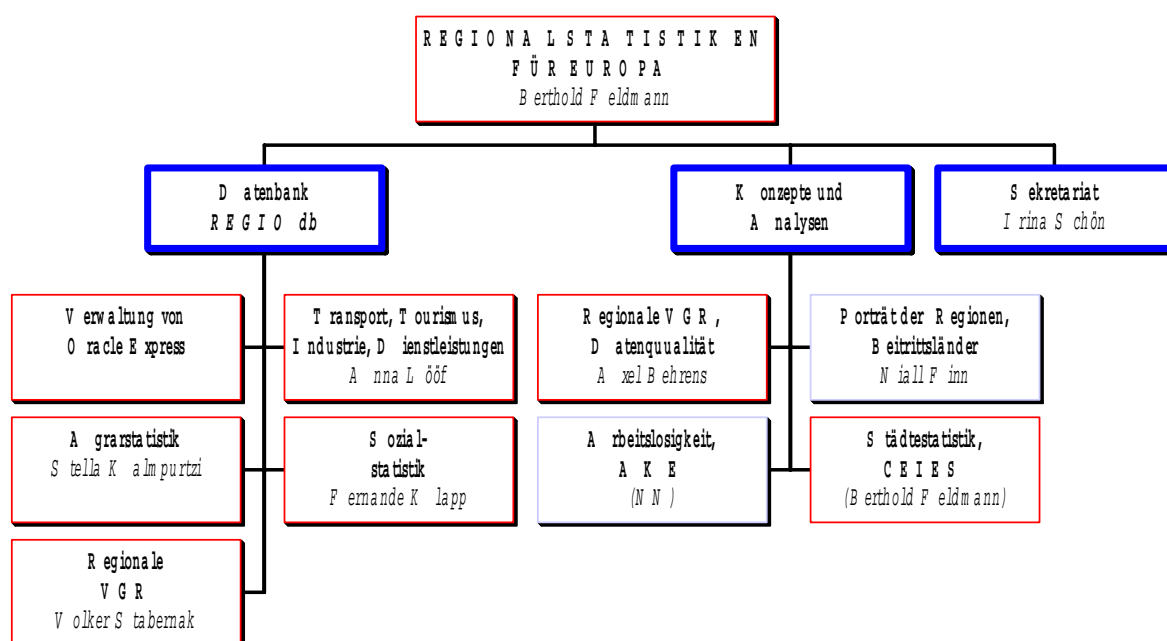 REGIONALSTATISTIKEN
FÜR EUROPA
Berthold Feldmann
Datenbank
REGIO db
Konzepte und
Analysen
Sekretariat
Irina Schön
Verwaltung von
Oracle Express
Transport, Tourismus,
Industrie, Dienstleistungen
Anna Lööf
Regionale VGR,
Datenquqalität
Axel Behrens
Porträt der Regionen,
Beitrittsländer
Niall Finn
Agrarstatistik
Stella Kalmpurtzi
Sozial-
statistik
Fernande Klapp
Arbeitslosigkeit,
AKE
(NN)
Städtestatistik,
CEIES
(Berthold Feldmann)
Regionale
VGR
Volker Stabernak